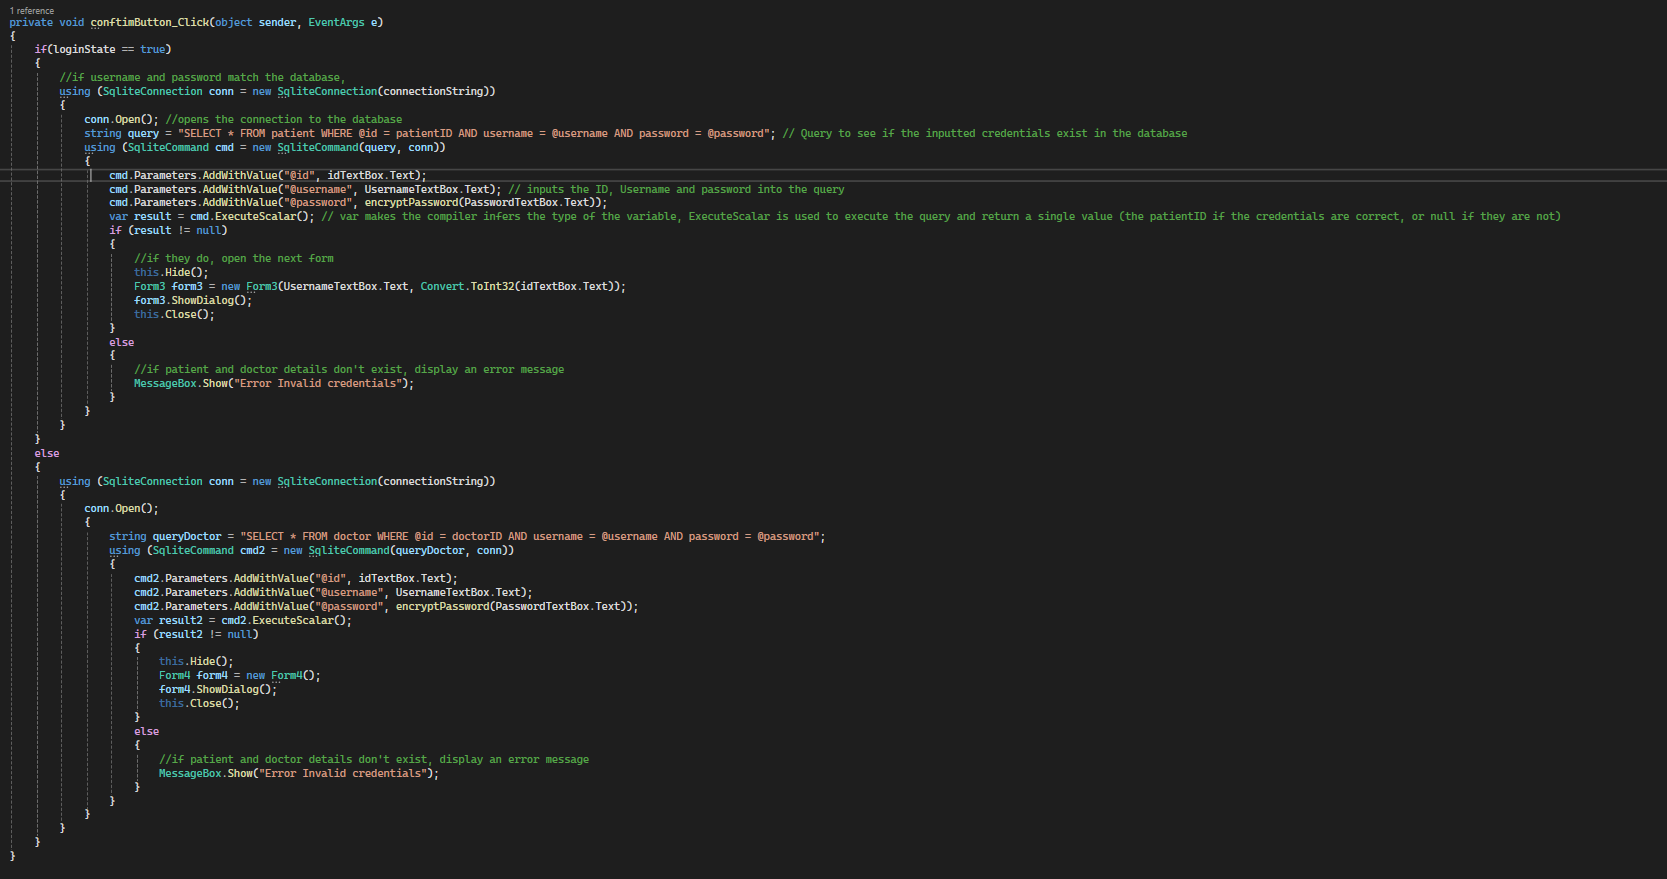 1 reference
private void conftimButton_Click(object sender, EventArgs e)
{
if(loginState == true)
{
//if username and password match the database,
using (SqliteConnection conn = new SqliteConnection(connectionString))
{
conn.Open(); //opens the connection to the database
string query = "SELECT * FROM patient WHERE @id = patientID AND username = @username AND password = @password"; // Query to see if the inputted credentials exist in the database
using (SqliteCommand cmd = new SqliteCommand(query, conn))
{
cmd.Parameters.AddWithValue("@id", idTextBox.Text);
cmd.Parameters.AddWithValue("@username", UsernameTextBox.Text); // inputs the ID, Username and password into the query
cmd.Parameters.AddWithValue("@password", encryptPassword(PasswordTextBox.Text));
var result = cmd.ExecuteScalar(); // var makes the compiler infers the type of the variable, ExecuteScalar is used to execute the query and return a single value (the patientID if the credentials are correct, or null if they are not)
if (result != null)
{
//if they do, open the next form
this.Hide();
Form3 form3 = new Form3(UsernameTextBox.Text, Convert.ToInt32(idTextBox.Text));
form3.ShowDialog();
this.Close();
}
else
{
//if patient and doctor details don't exist, display an error message
MessageBox.Show("Error Invalid credentials");
}
}
}
}
else
{
using (SqliteConnection conn = new SqliteConnection(connectionString))
{
conn.Open();
{
string queryDoctor = "SELECT * FROM doctor WHERE @id = doctorID AND username = @username AND password = @password";
using (SqliteCommand cmd2 = new SqliteCommand(queryDoctor, conn))
{
cmd2.Parameters.AddWithValue("@id", idTextBox.Text);
cmd2.Parameters.AddWithValue("@username", UsernameTextBox.Text);
cmd2.Parameters.AddWithValue("@password", encryptPassword(PasswordTextBox.Text));
var result2 = cmd2.ExecuteScalar();
if (result2 != null)
{
this.Hide();
Form4 form4 = new Form4();
form4.ShowDialog();
this.Close();
}
else
{
//if patient and doctor details don't exist, display an error message
MessageBox.Show("Error Invalid credentials");
}
}
}
}
}
}